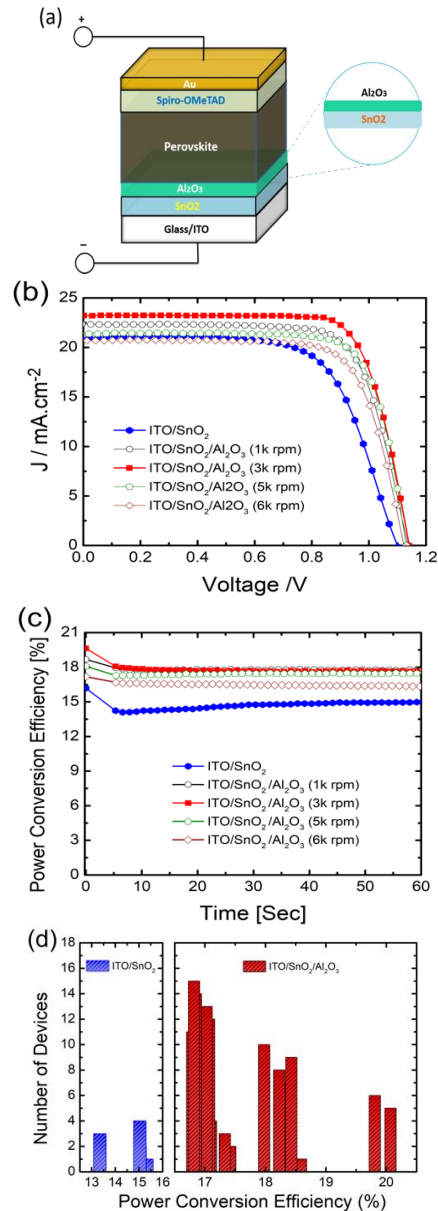 (a)
+
Au
Spiro-OMeTAD
Perovskite
Al₂O₃
SnO2
Glass/ITO
−
Al₂O₃
SnO2
(b)
J / mA.cm⁻²
25
20
15
10
5
0
ITO/SnO₂
ITO/SnO₂/Al₂O₃ (1k rpm)
ITO/SnO₂/Al₂O₃ (3k rpm)
ITO/SnO₂/Al2O₃ (5k rpm)
ITO/SnO₂/Al2O₃ (6k rpm)
0.0 0.2 0.4 0.6 0.8 1.0 1.2
Voltage /V
(c)
Power Conversion Efficiency [%]
21
18
15
12
9
6
3
0
ITO/SnO₂
ITO/SnO₂/Al₂O₃ (1k rpm)
ITO/SnO₂/Al₂O₃ (3k rpm)
ITO/SnO₂/Al₂O₃ (5k rpm)
ITO/SnO₂/Al₂O₃ (6k rpm)
0 10 20 30 40 50 60
Time [Sec]
(d)
Number of Devices
18
16
14
12
10
8
6
4
2
0
ITO/SnO₂
ITO/SnO₂/Al₂O₃
13 14 15 16 17 18 19 20
Power Conversion Efficiency (%)